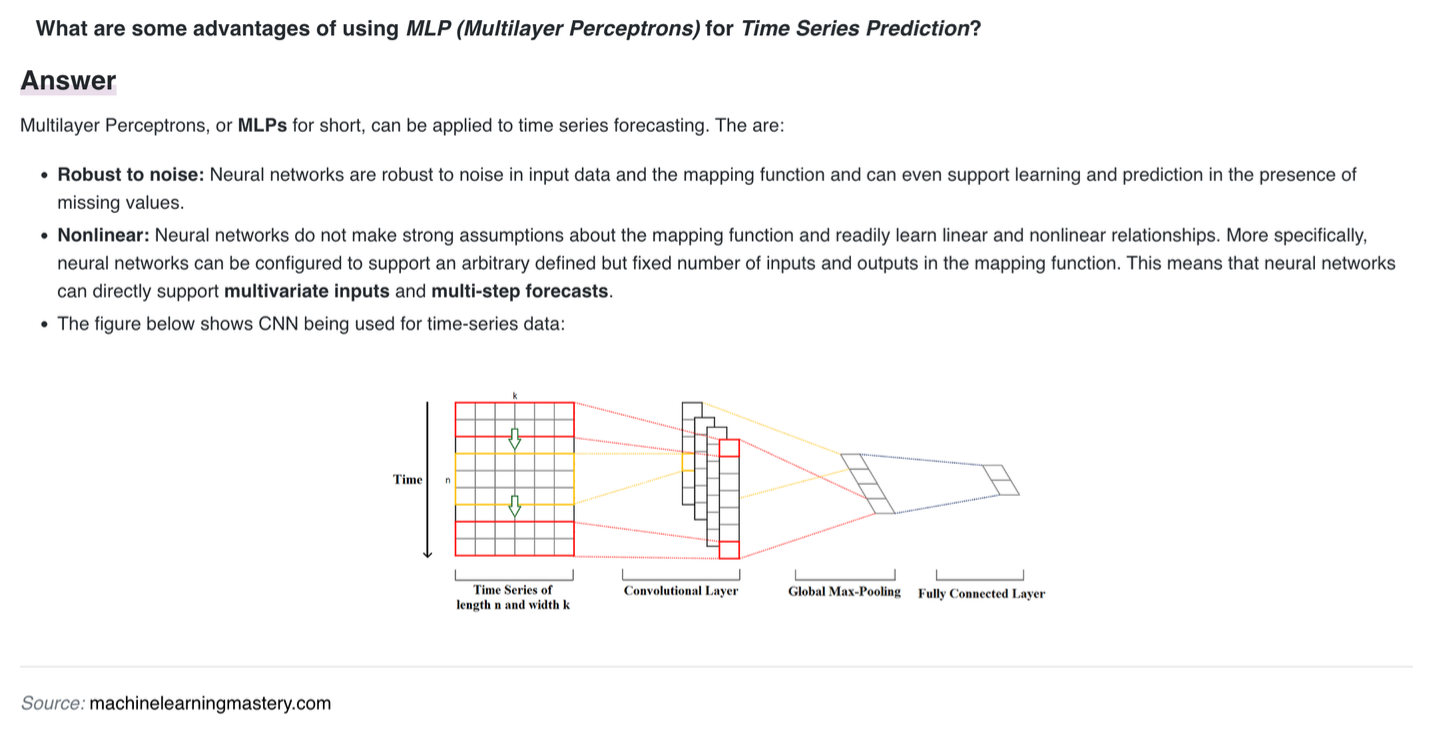 What are some advantages of using MLP (Multilayer Perceptrons) for Time Series Prediction?
Answer
Multilayer Perceptrons, or MLPs for short, can be applied to time series forecasting. The are:
• Robust to noise: Neural networks are robust to noise in input data and the mapping function and can even support learning and prediction in the presence of
missing values.
• Nonlinear: Neural networks do not make strong assumptions about the mapping function and readily learn linear and nonlinear relationships. More specifically,
neural networks can be configured to support an arbitrary defined but fixed number of inputs and outputs in the mapping function. This means that neural networks
can directly support multivariate inputs and multi-step forecasts.
• The figure below shows CNN being used for time-series data:
k
Time
n
Time Series of
length n and width k
Convolutional Layer
Global Max-Pooling
Fully Connected Layer
Source: machinelearningmastery.com